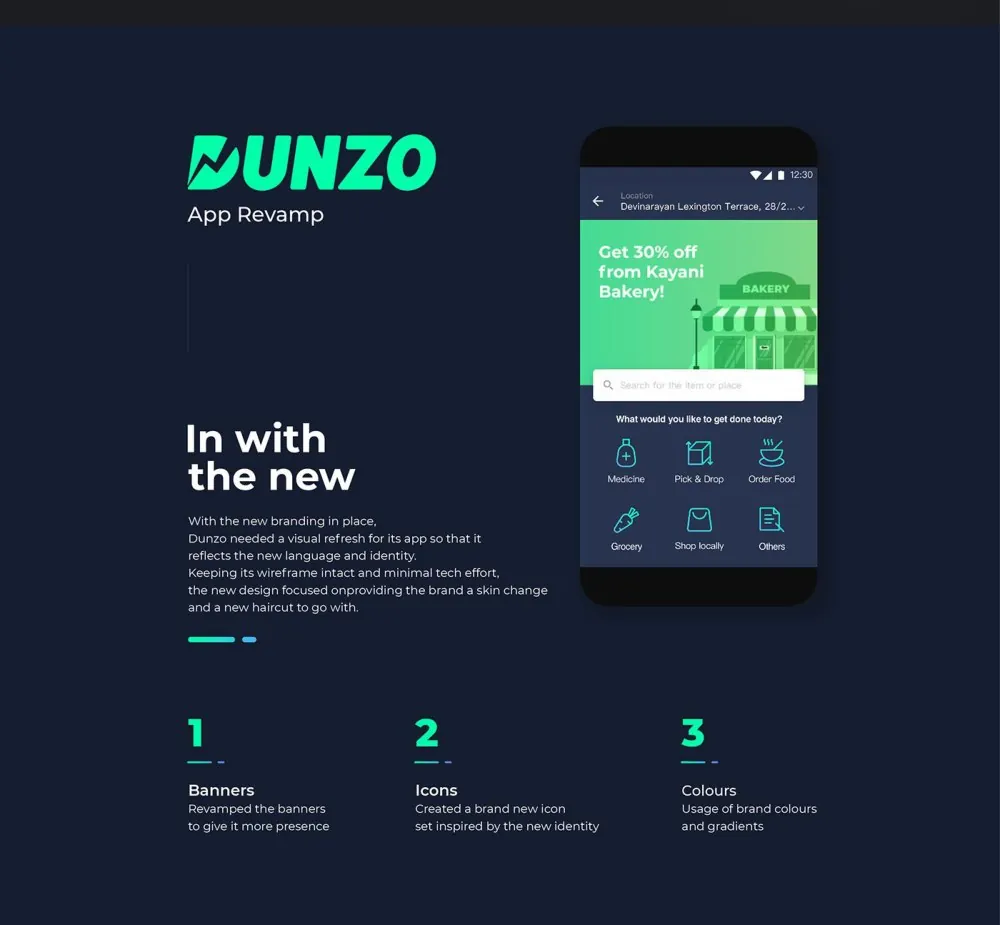 DUNZO
App Revamp
12:30
Location
Devinarayan Lexington Terrace, 28/2...
Get 30% off
from Kayani
Bakery!
BAKERY
Search for the item or place
What would you like to get done today?
Medicine
Pick & Drop
Order Food
Grocery
Shop locally
Others
In with
the new
With the new branding in place,
Dunzo needed a visual refresh for its app so that it
reflects the new language and identity.
Keeping its wireframe intact and minimal tech effort,
the new design focused onproviding the brand a skin change
and a new haircut to go with.
1
Banners
Revamped the banners
to give it more presence
2
Icons
Created a brand new icon
set inspired by the new identity
3
Colours
Usage of brand colours
and gradients